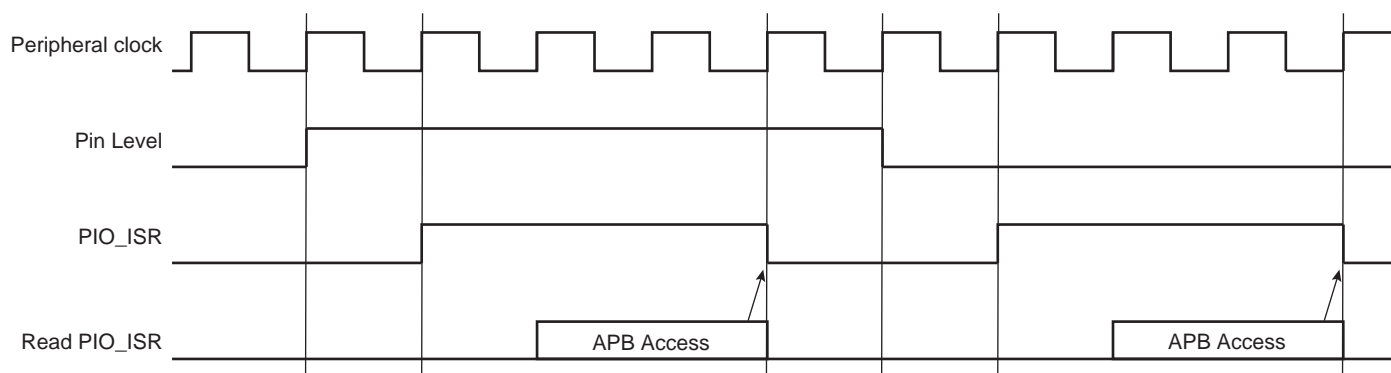 Peripheral clock
Pin Level
PIO_ISR
Read PIO_ISR
APB Access
APB Access